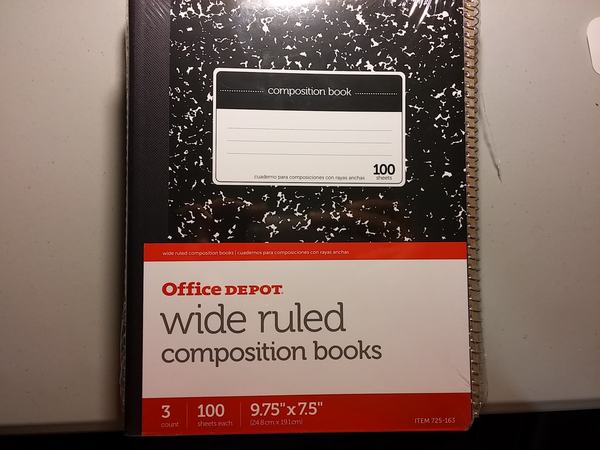 composition book
cuaderno para composiciones con rayas anchas
100
sheets
wide ruled composition books | cuadernos para composiciones con rayas anchas
Office DEPOT
wide ruled
composition books
3
count
100
sheets each
9.75" x 7.5"
(24.8 cm x 19.1 cm)
ITEM 725-163